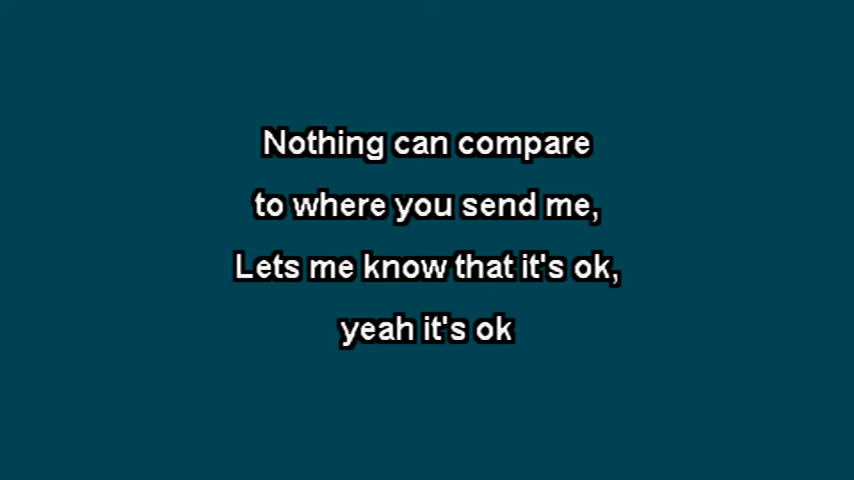 Nothing can compare
to where you send me,
Lets me know that it's ok,
yeah it's ok